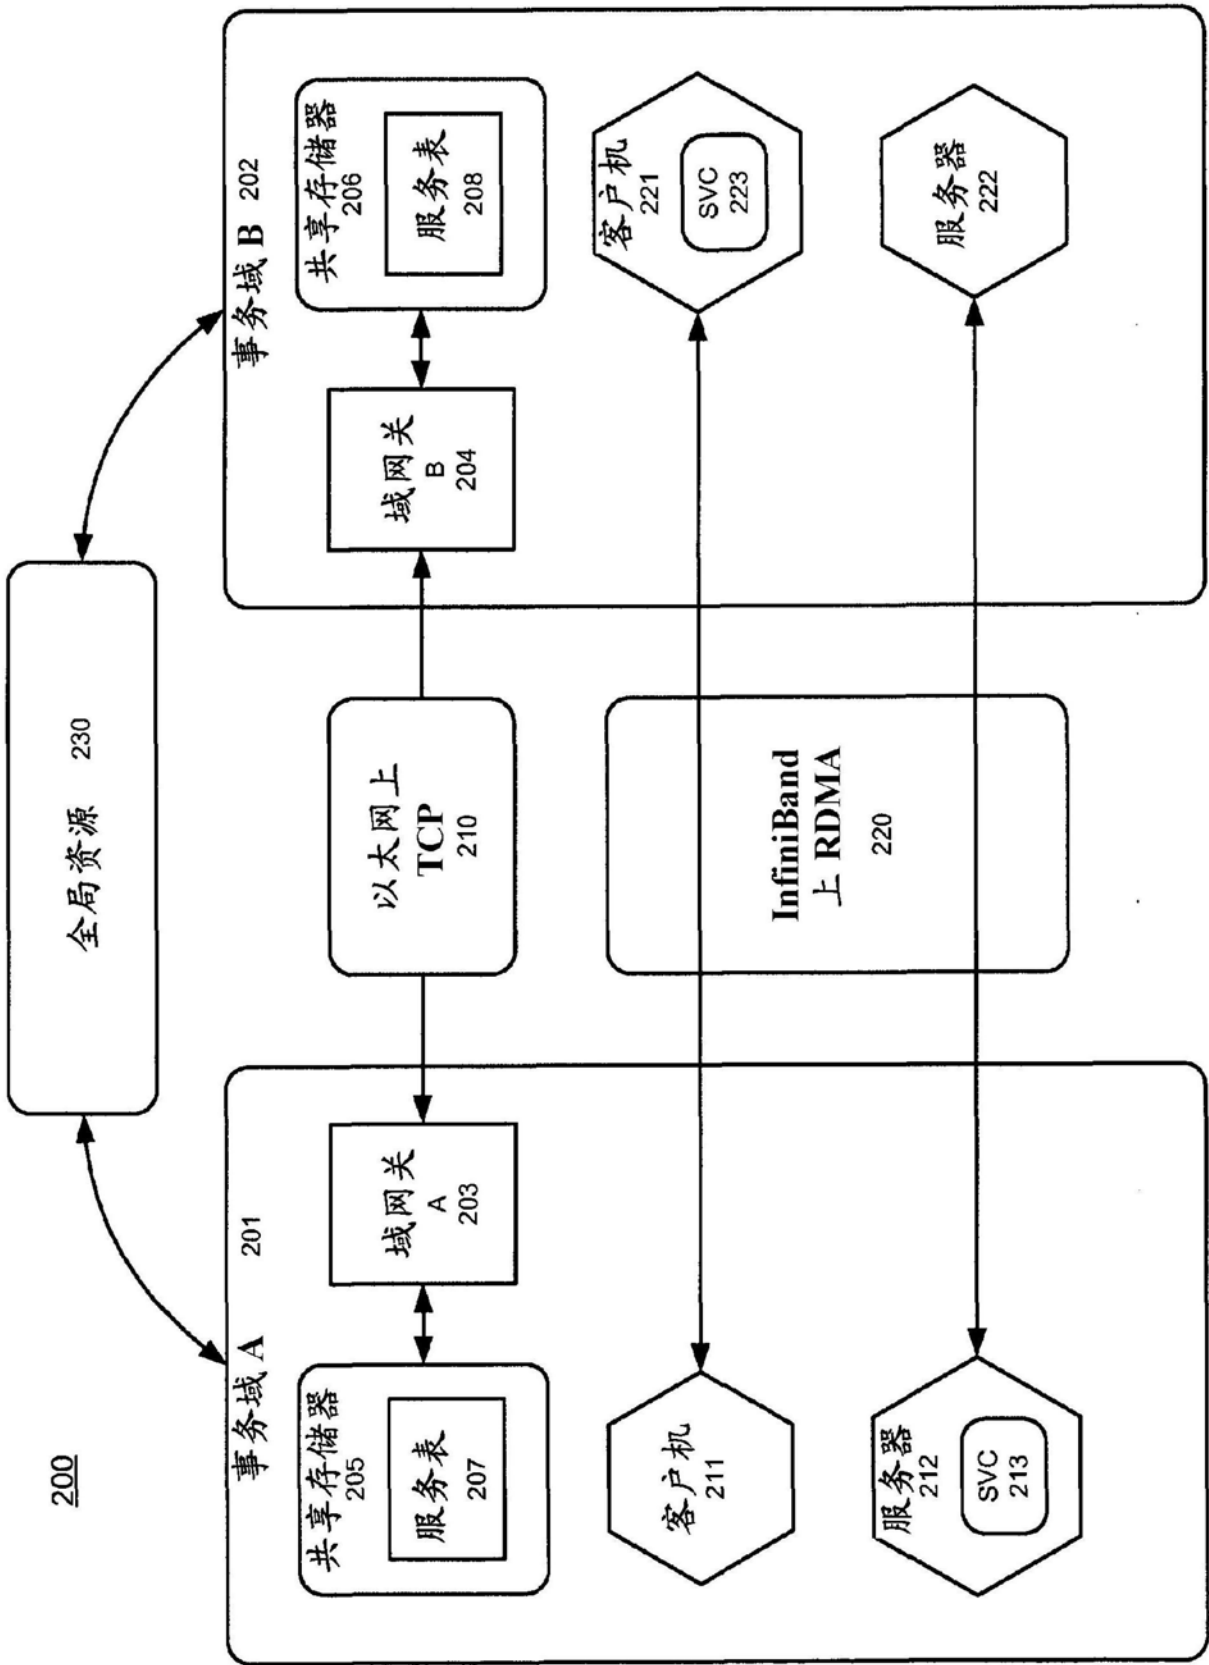 200
全局资源 230
事务域 A 201
共享存储器
205
服务表
207
域网关
A
203
以太网上
TCP
210
事务域 B 202
域网关
B
204
共享存储器
206
服务表
208
客户机
211
InfiniBand
上 RDMA
220
客户机
221
SVC
223
服务器
212
SVC
213
服务器
222